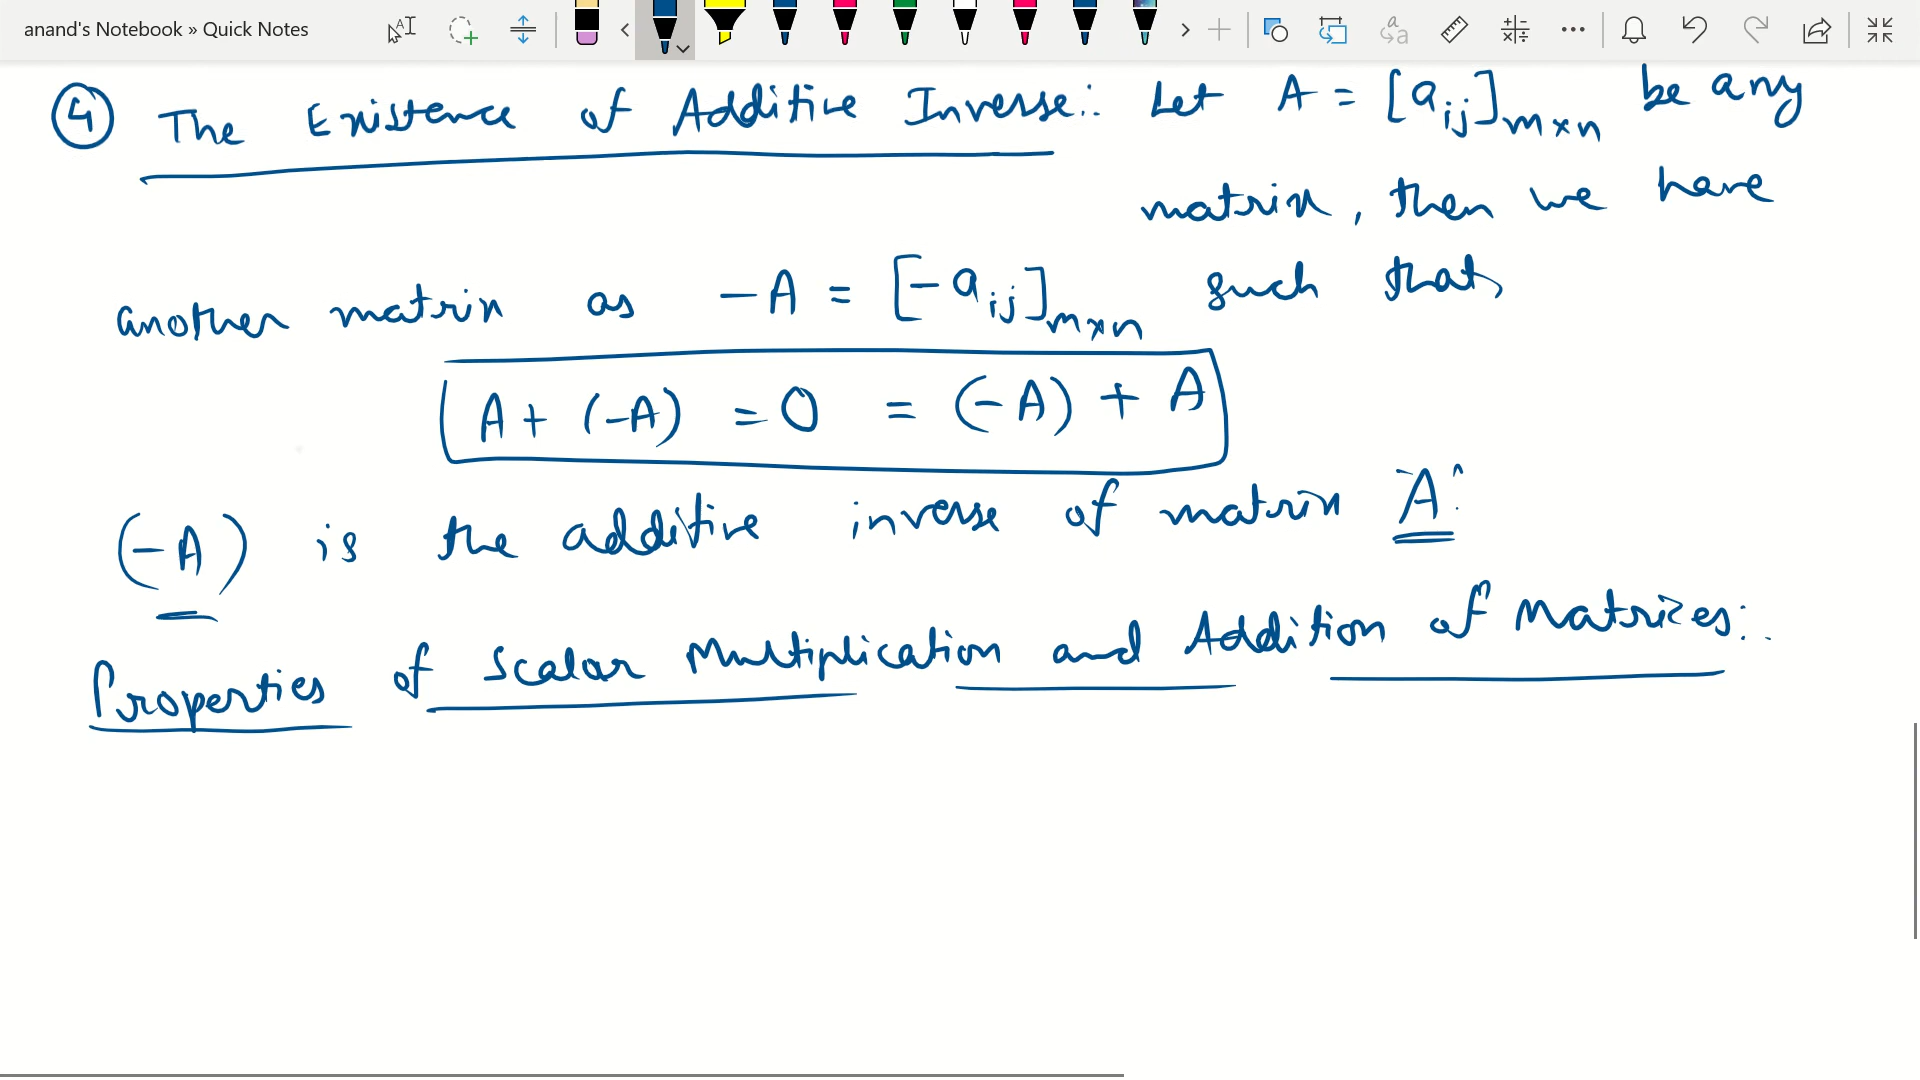 anand's Notebook » Quick Notes
④ The Existence of Additive Inverse:. Let A = [aij]m×n be any
matrix, then we have
another matrix as -A = [-aij]m×n such that,
A + (-A) = O = (-A) + A
(-A) is the additive inverse of matrix A.
Properties of Scalar Multiplication and Addition of Matrices:.